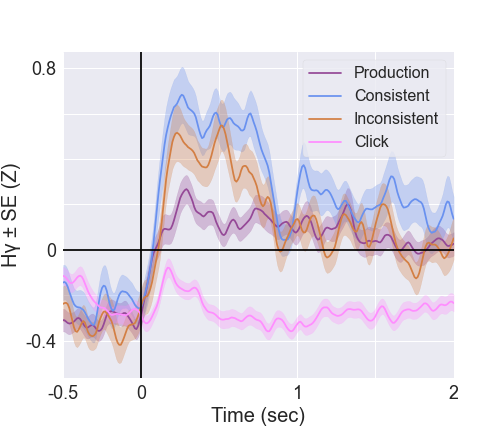 Production
Consistent
Inconsistent
Click
Hγ ± SE (Z)
0.8
0
-0.4
-0.5
0
1
2
Time (sec)